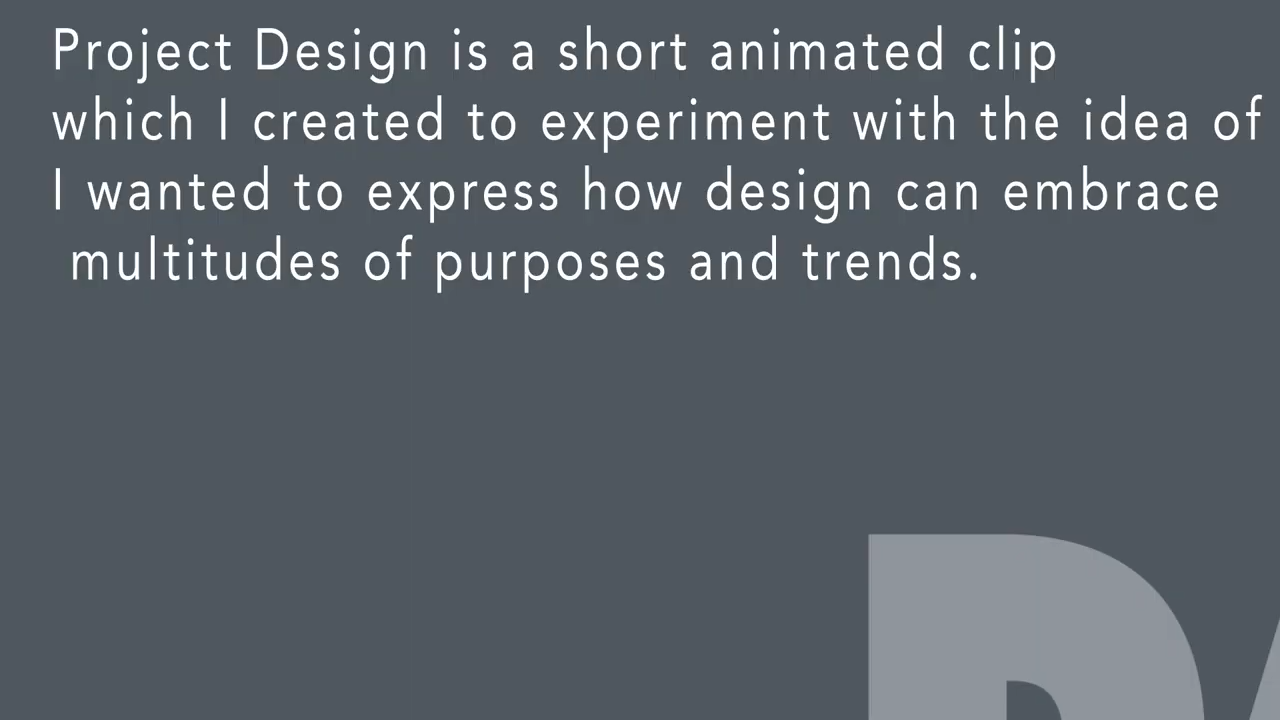 Project Design is a short animated clip
which I created to experiment with the idea of
I wanted to express how design can embrace
multitudes of purposes and trends.